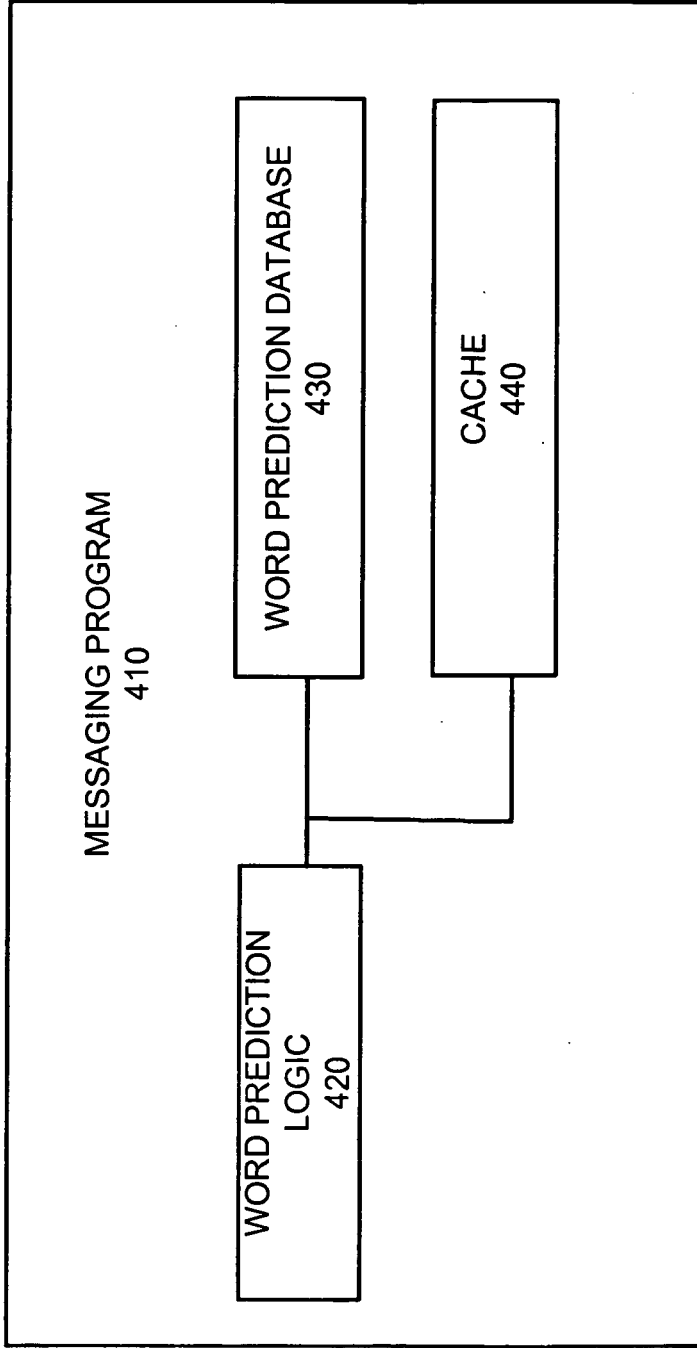 MESSAGING PROGRAM
410
WORD PREDICTION
LOGIC
420
WORD PREDICTION DATABASE
430
CACHE
440